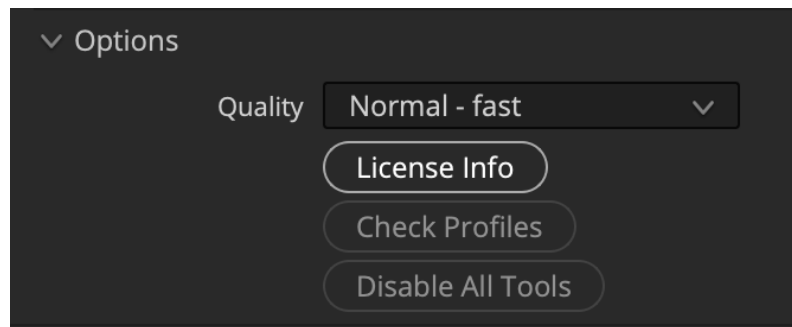 Options
Quality Normal - fast
License Info
Check Profiles
Disable All Tools